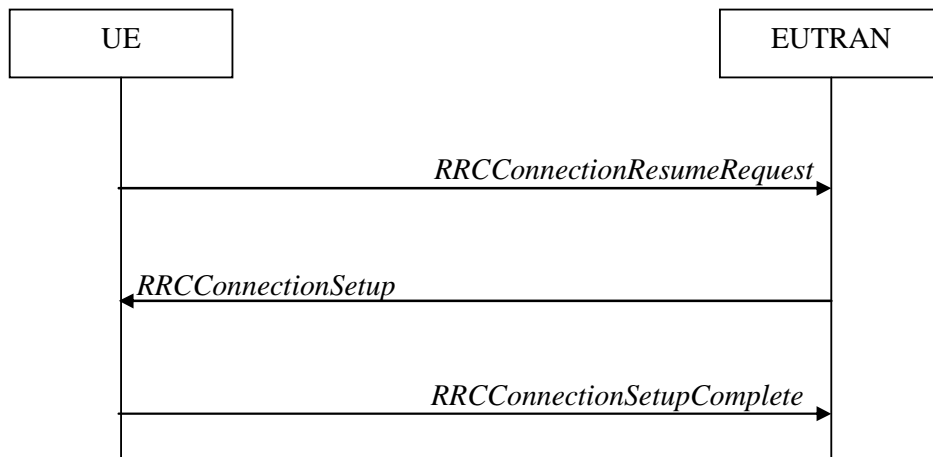 UE
EUTRAN
RRCConnectionResumeRequest
RRCConnectionSetup
RRCConnectionSetupComplete